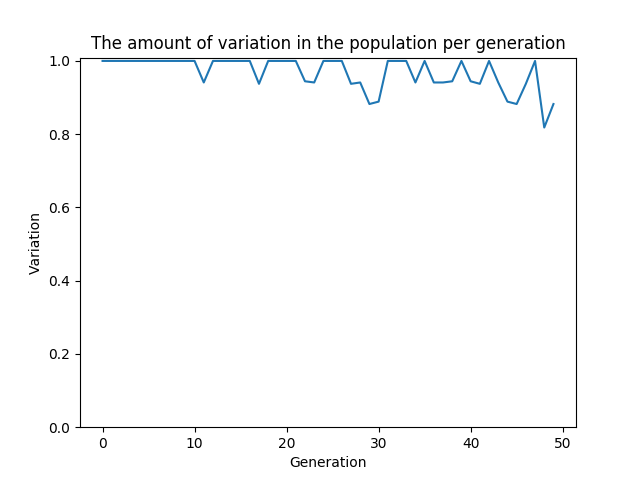 The amount of variation in the population per generation
1.0
0.8
0.6
0.4
0.2
0.0
Variation
0 10 20 30 40 50
Generation